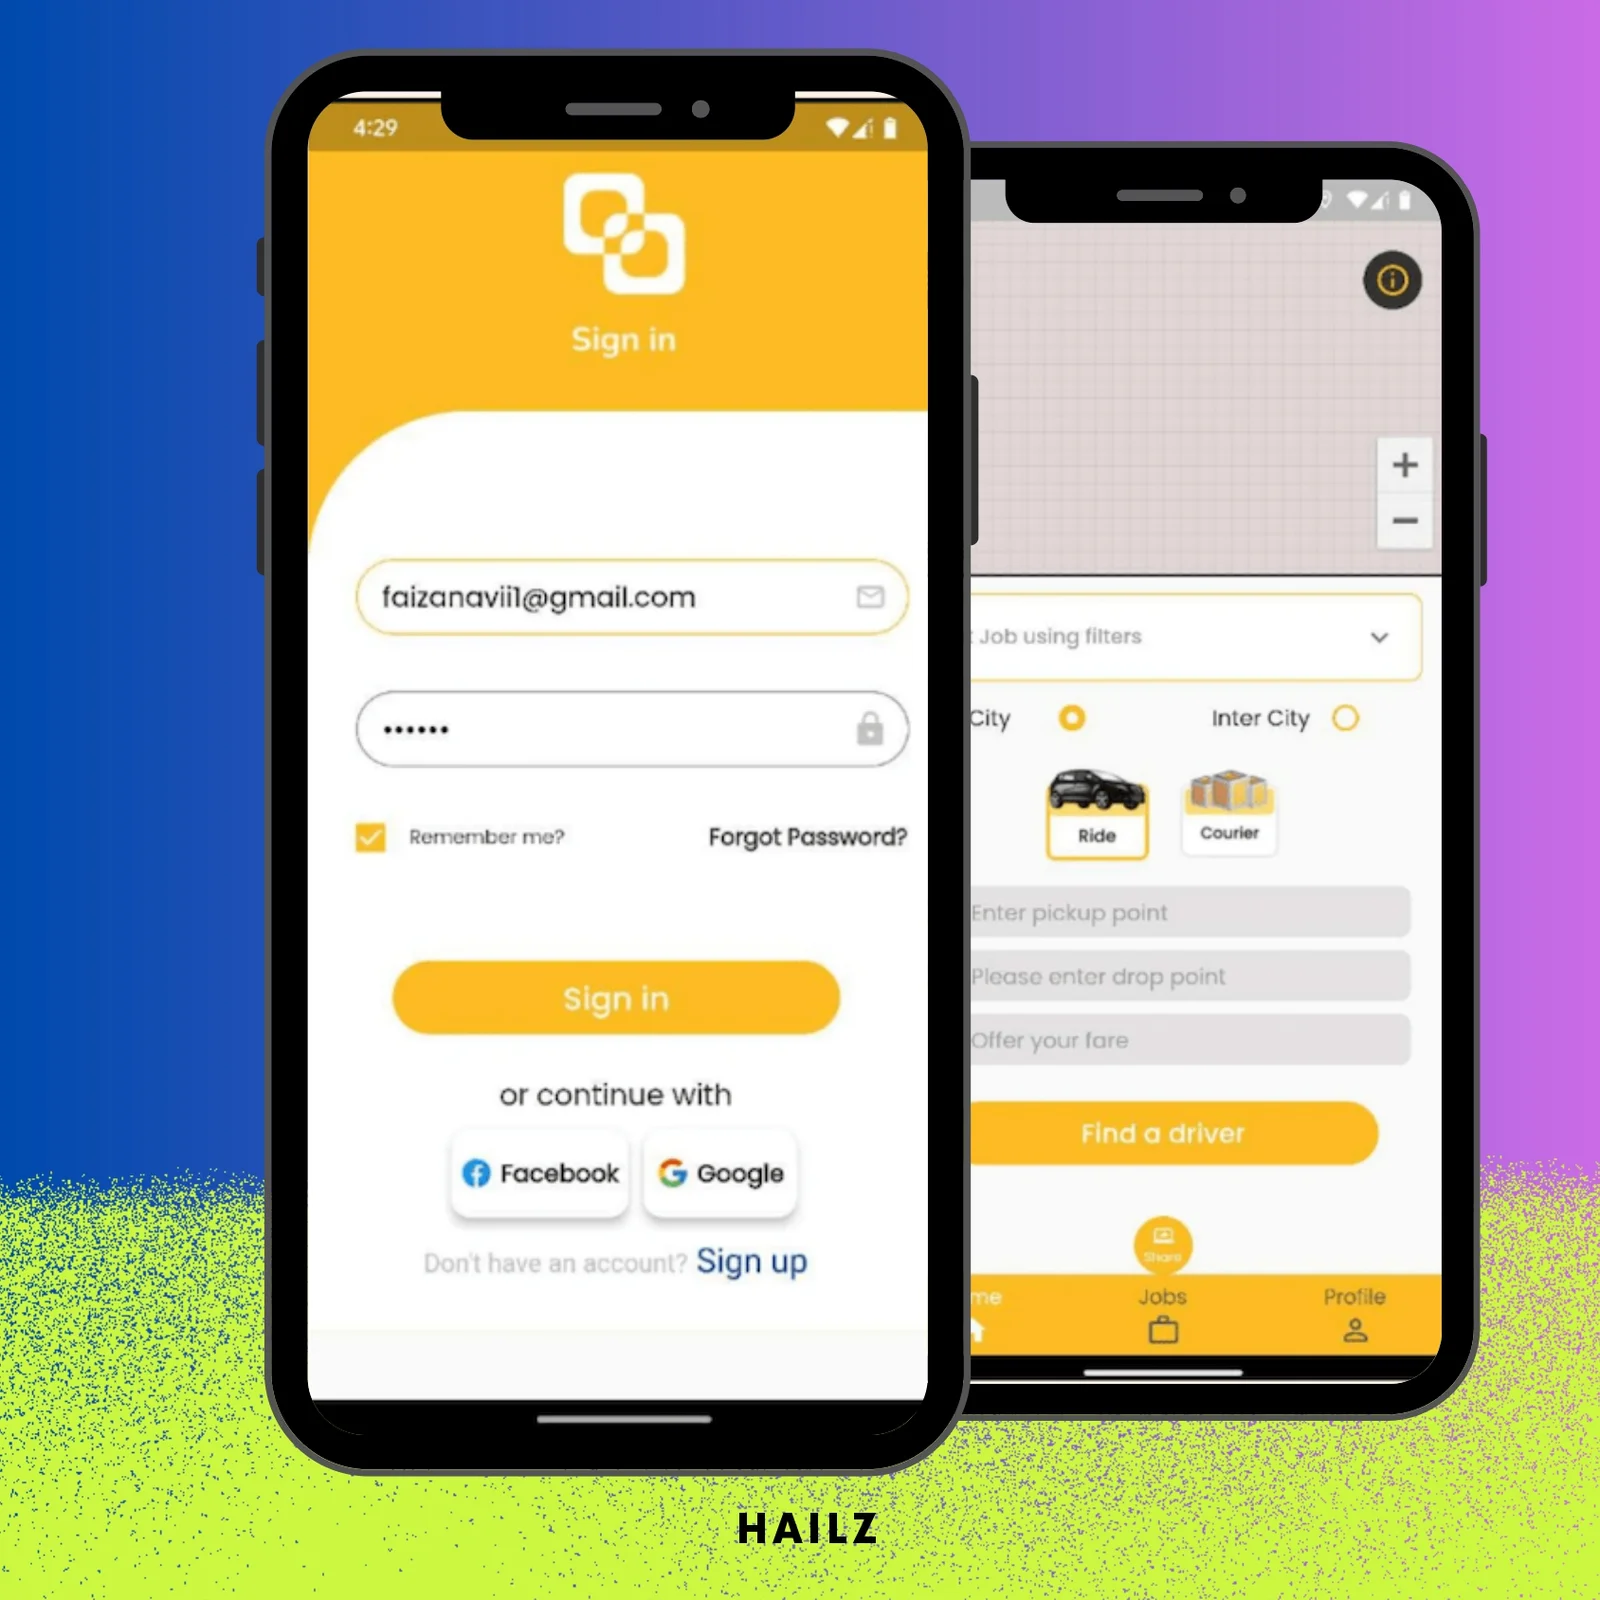 4:29
Sign in
faizanavii1@gmail.com
••••••
Remember me?
Forgot Password?
Sign in
or continue with
Facebook
Google
Don't have an account? Sign up
Job using filters
City
Inter City
Ride
Courier
Enter pickup point
Please enter drop point
Offer your fare
Find a driver
Share
me
Jobs
Profile
HAILZ